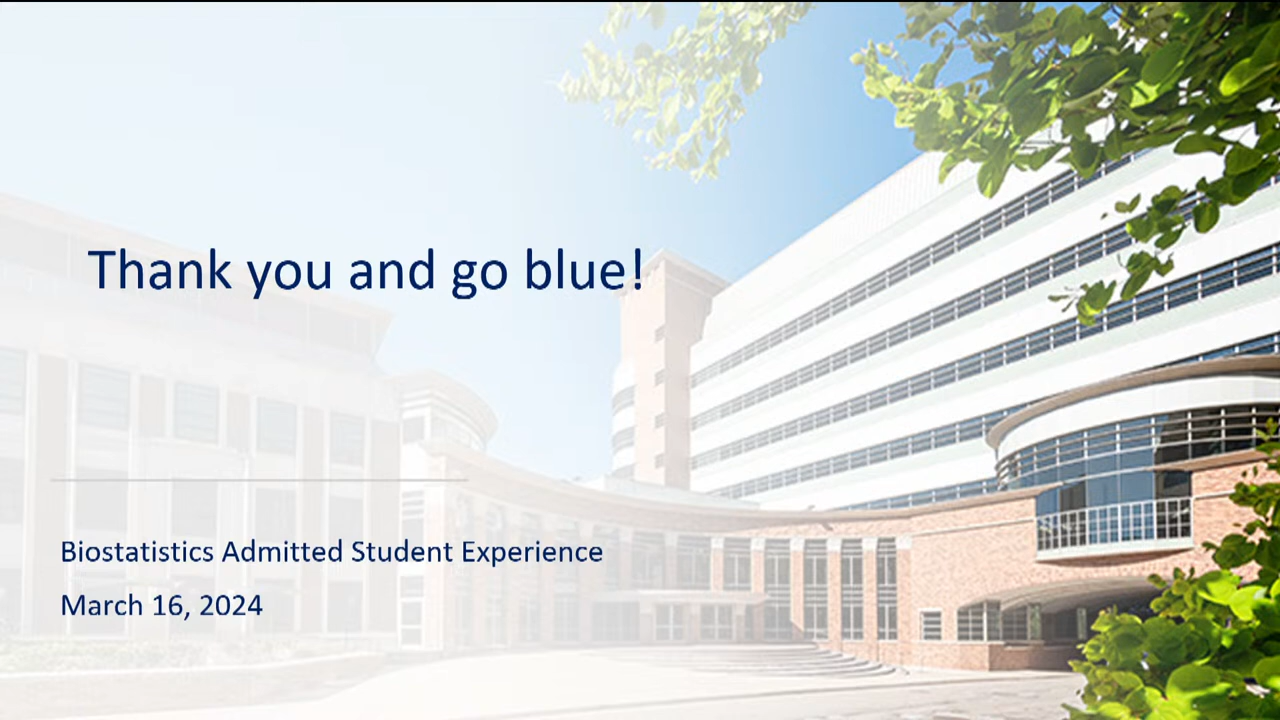 Thank you and go blue!
Biostatistics Admitted Student Experience
March 16, 2024